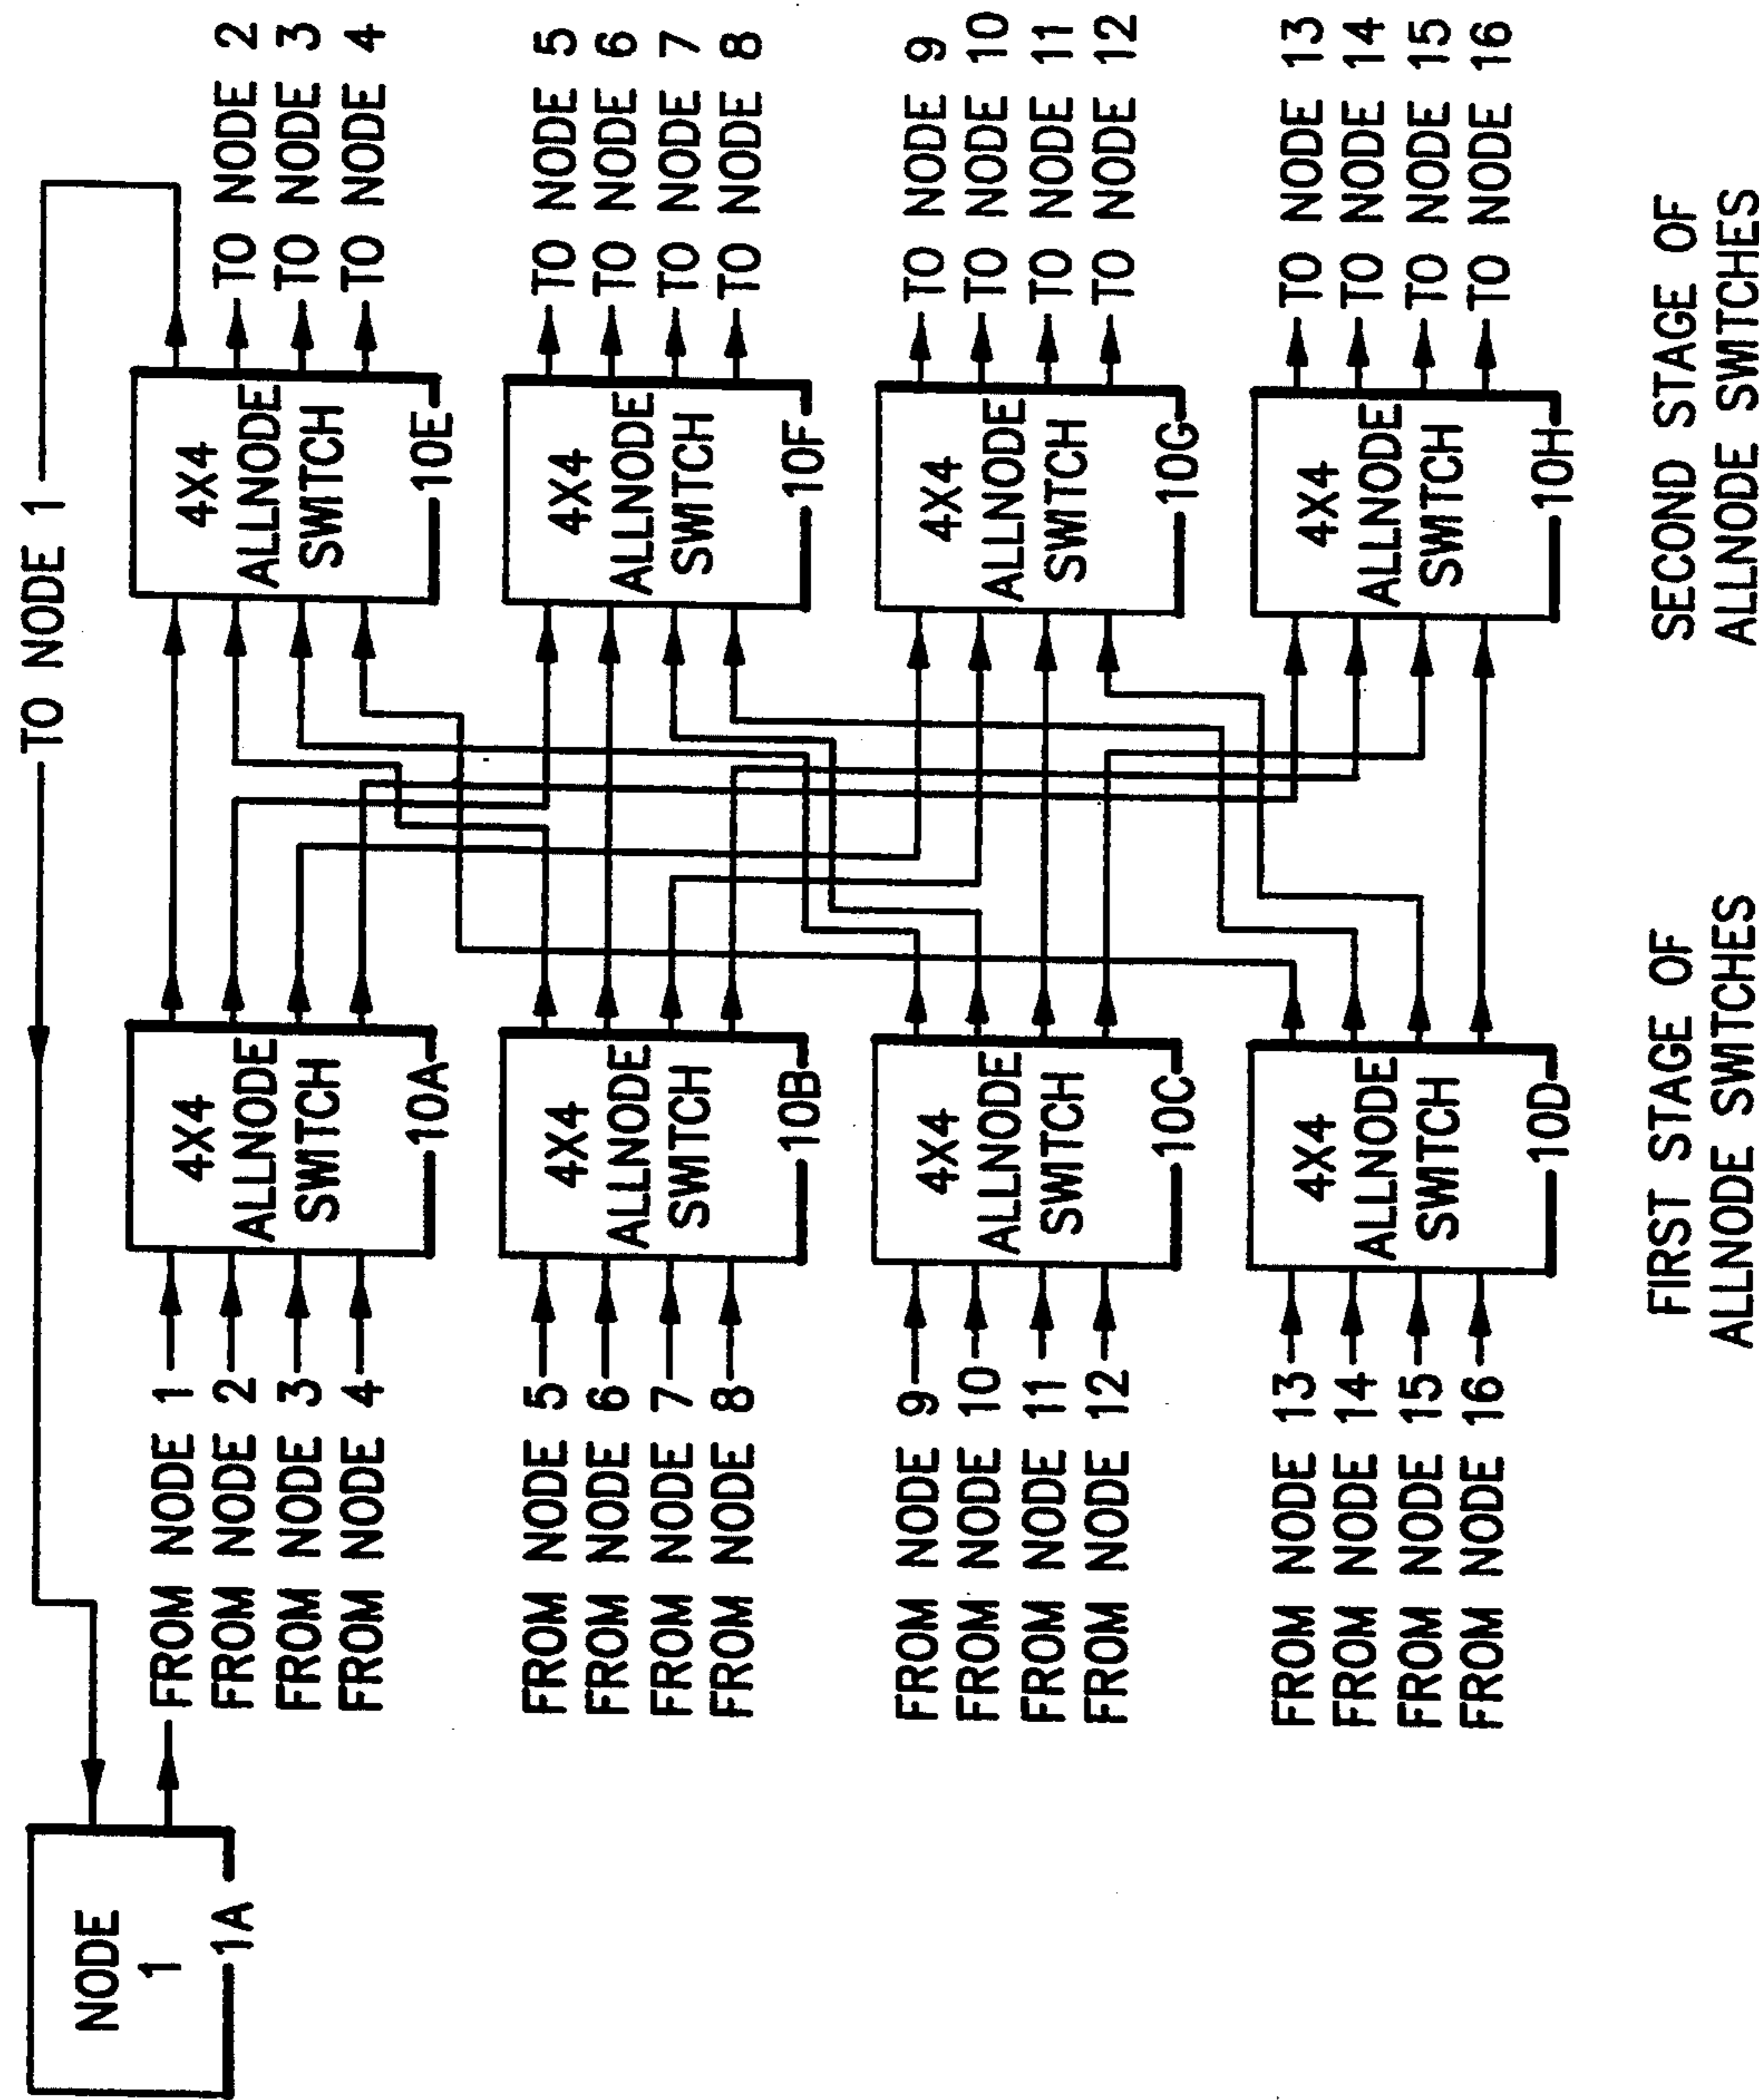 TO NODE 1
NODE
1
1A
FROM NODE 1
FROM NODE 2
FROM NODE 3
FROM NODE 4
4X4
ALLNODE
SWITCH
10A
4X4
ALLNODE
SWITCH
10E
TO NODE 2
TO NODE 3
TO NODE 4
FROM NODE 5
FROM NODE 6
FROM NODE 7
FROM NODE 8
4X4
ALLNODE
SWITCH
10B
4X4
ALLNODE
SWITCH
10F
TO NODE 5
TO NODE 6
TO NODE 7
TO NODE 8
FROM NODE 9
FROM NODE 10
FROM NODE 11
FROM NODE 12
4X4
ALLNODE
SWITCH
10C
4X4
ALLNODE
SWITCH
10G
TO NODE 9
TO NODE 10
TO NODE 11
TO NODE 12
FROM NODE 13
FROM NODE 14
FROM NODE 15
FROM NODE 16
4X4
ALLNODE
SWITCH
10D
4X4
ALLNODE
SWITCH
10H
TO NODE 13
TO NODE 14
TO NODE 15
TO NODE 16
FIRST STAGE OF
ALLNODE SWITCHES
SECOND STAGE OF
ALLNODE SWITCHES